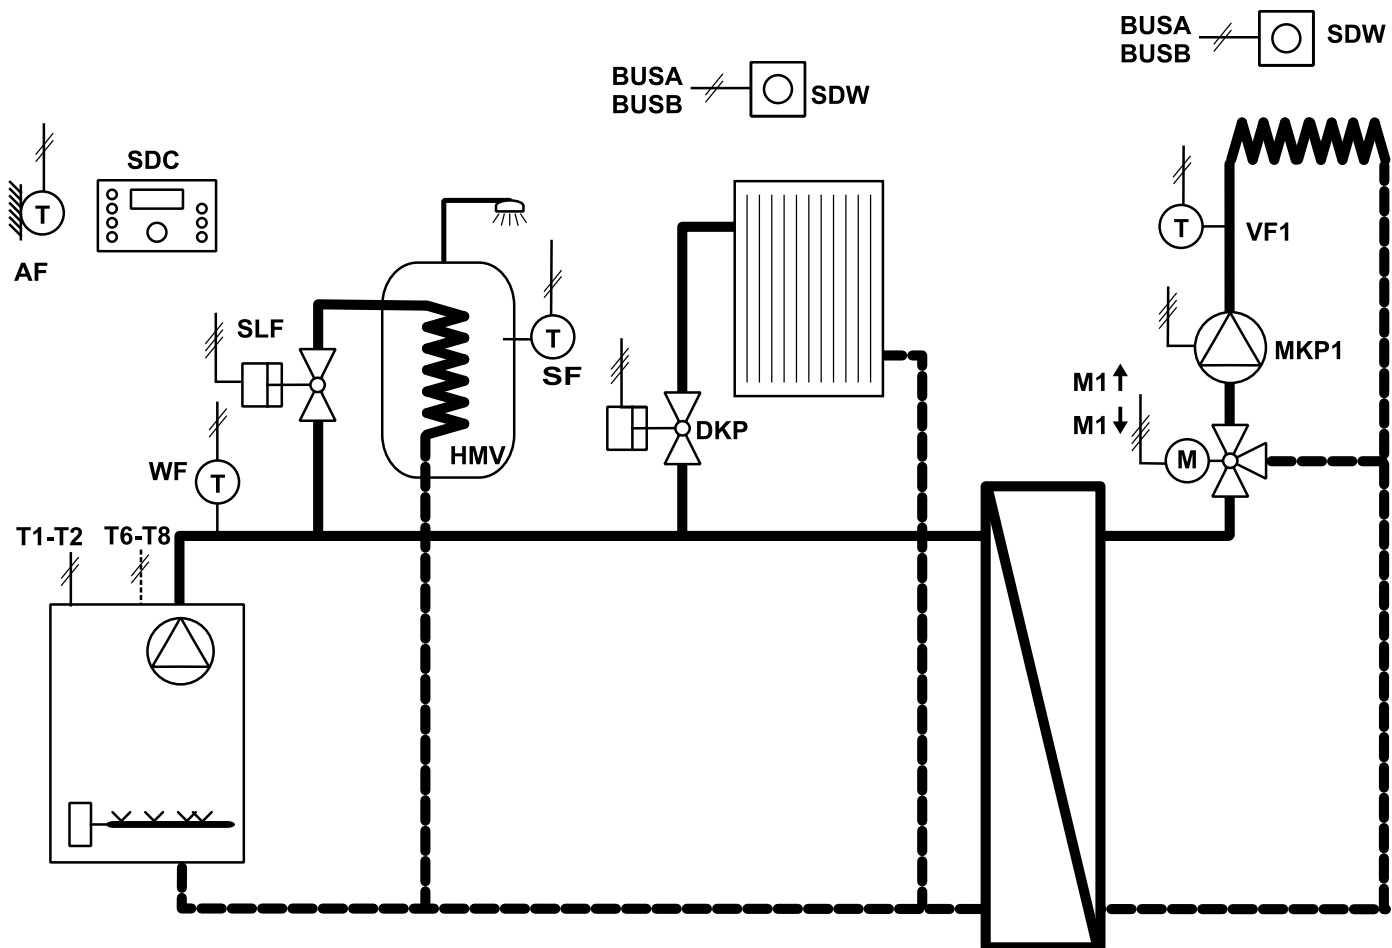 BUSA
BUSB
SDW
BUSA
BUSB
SDW
SDC
T
AF
T
VF1
SLF
T
SF
MKP1
M1
M1
DKP
HMV
WF
T
M
T1-T2
T6-T8